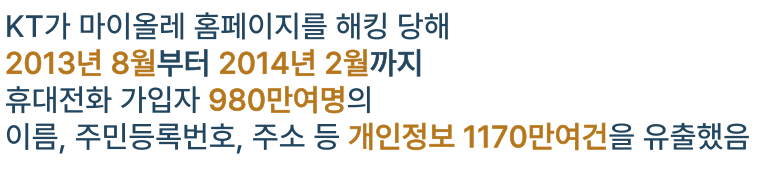 KT가 마이올레 홈페이지를 해킹 당해
2013년 8월부터 2014년 2월까지
휴대전화 가입자 980만여명의
이름, 주민등록번호, 주소 등 개인정보 1170만여건을 유출했음